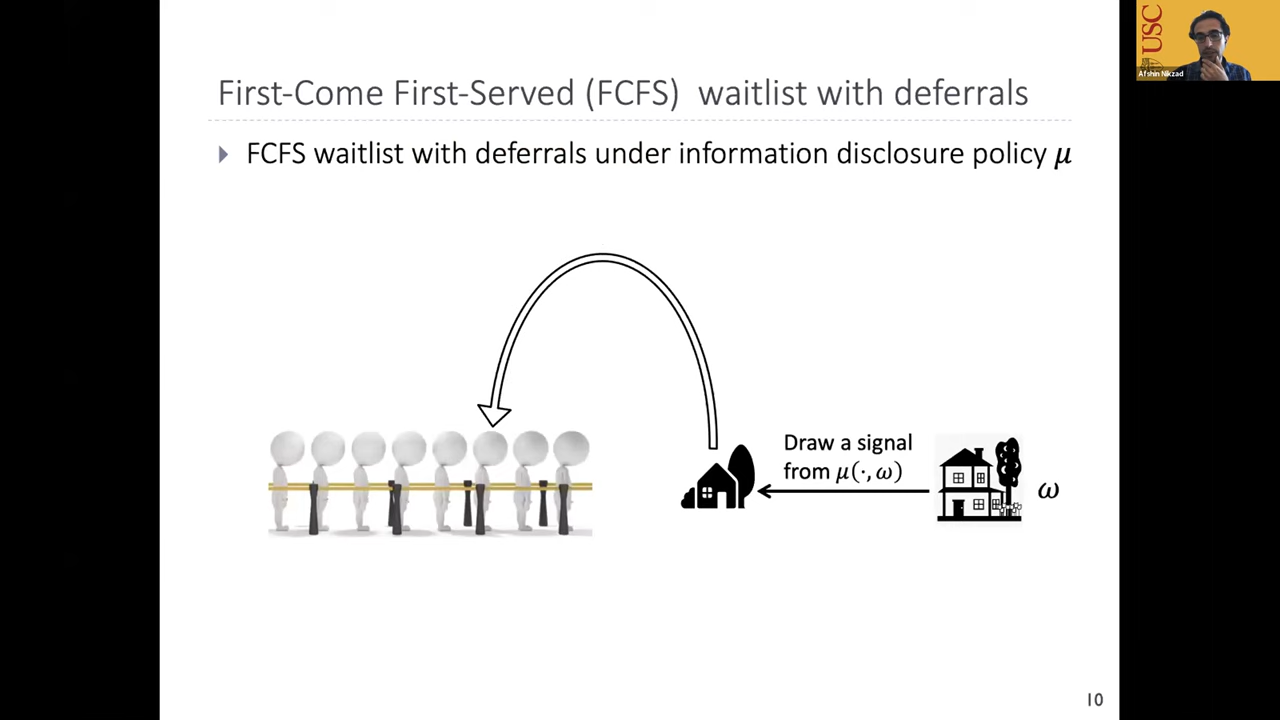 USC
Afshin Nikzad
First-Come First-Served (FCFS) waitlist with deferrals
FCFS waitlist with deferrals under information disclosure policy μ
Draw a signal
from μ(·, ω)
ω
10